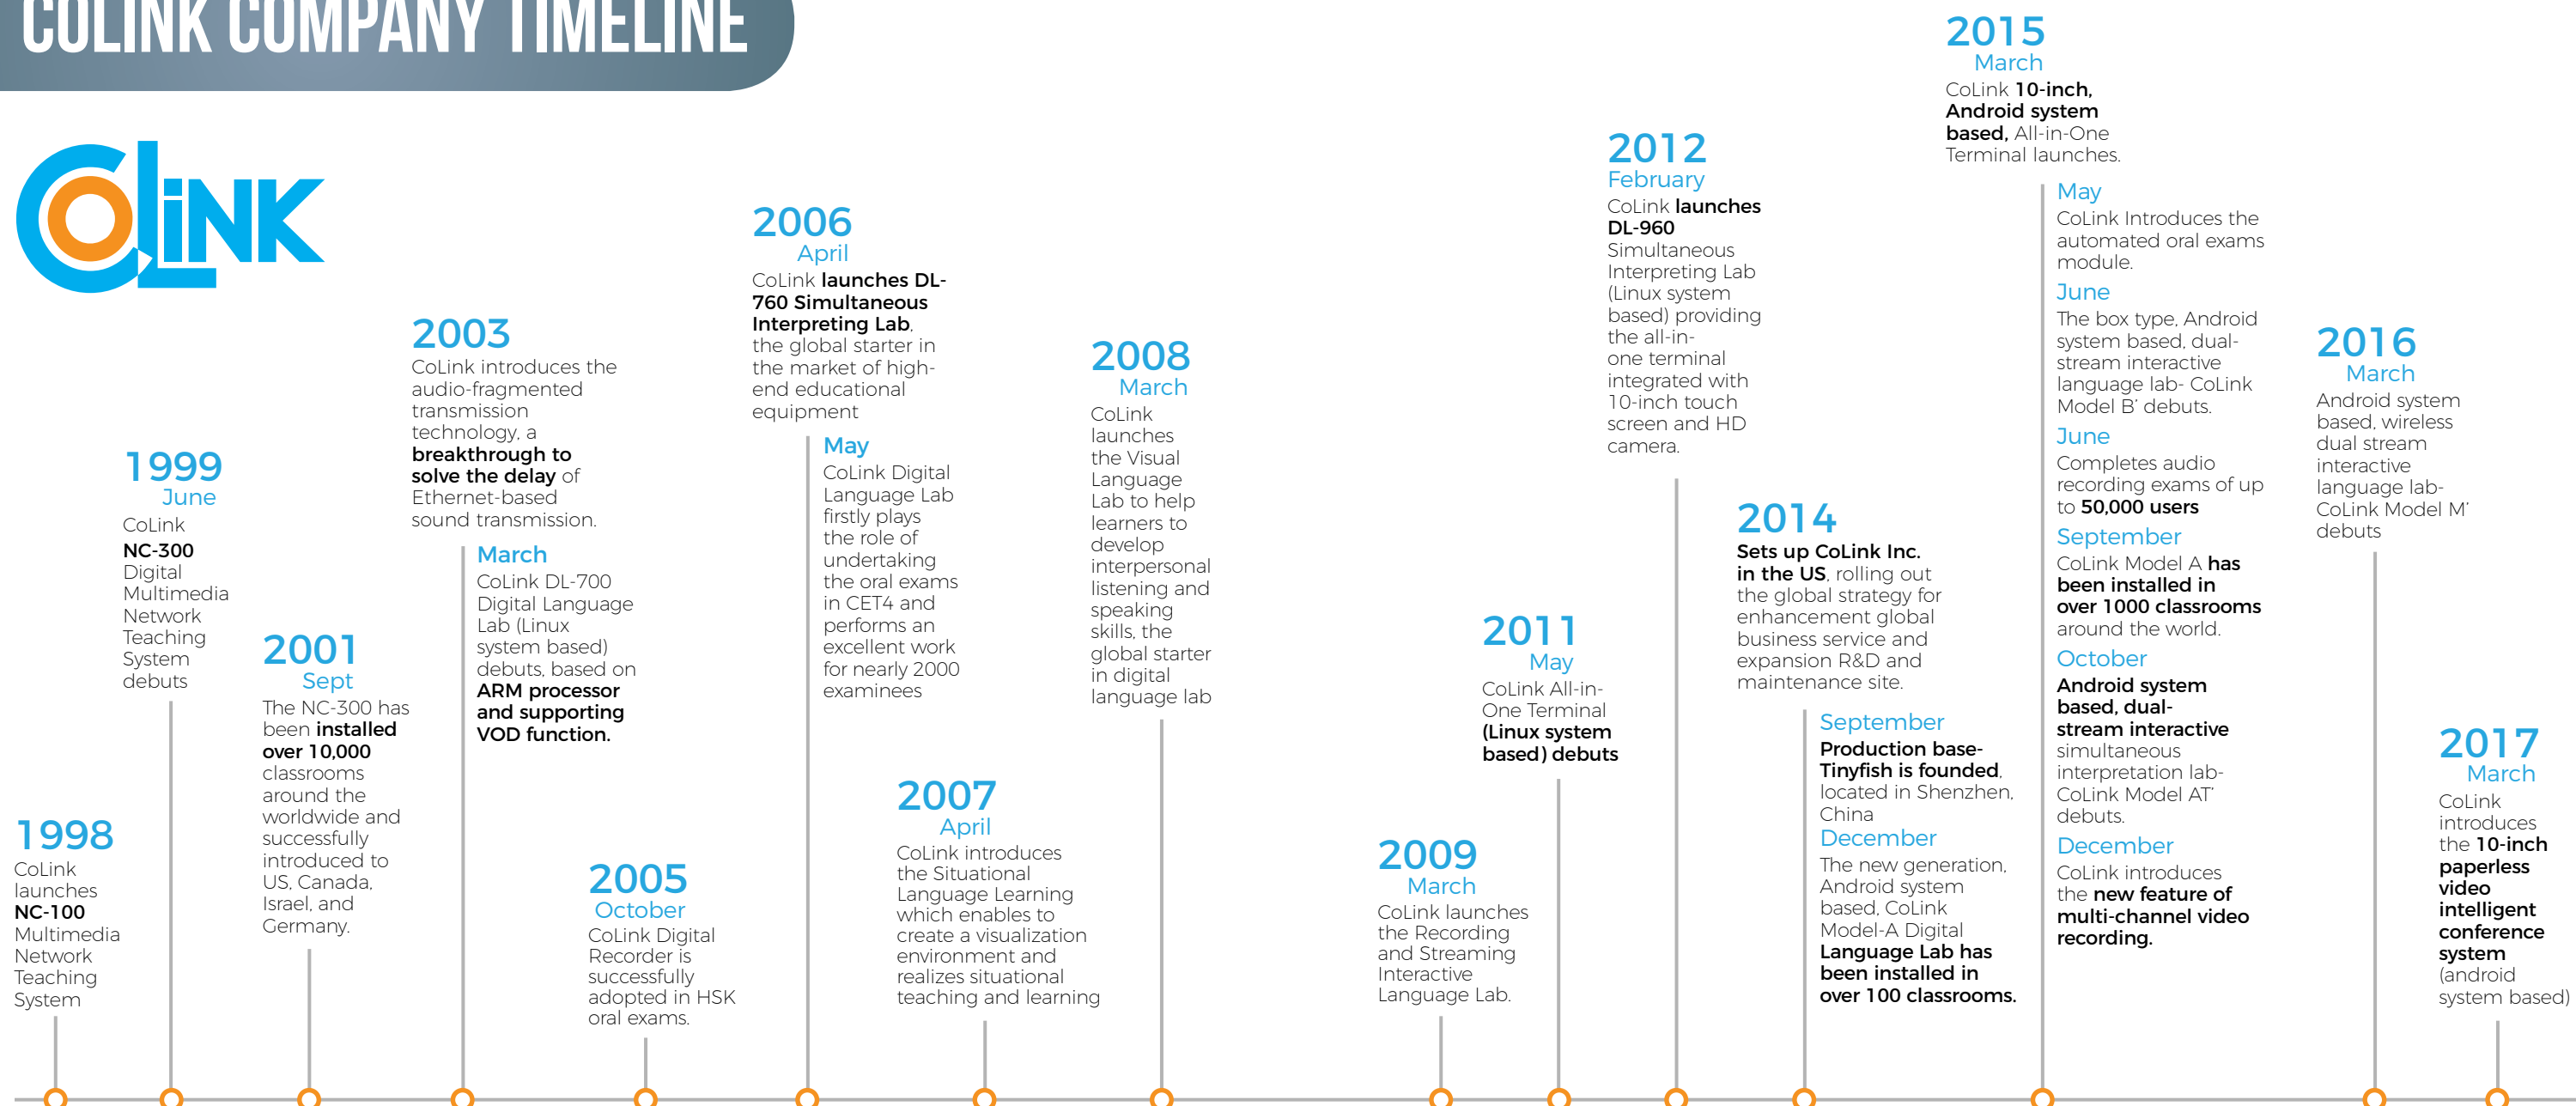 COLINK COMPANY TIMELINE
COLINK
1998
CoLink
launches
NC-100
Multimedia
Network
Teaching
System
1999
June
CoLink
NC-300
Digital
Multimedia
Network
Teaching
System
debuts
2001
Sept
The NC-300 has
been installed
over 10,000
classrooms
around the
worldwide and
successfully
introduced to
US, Canada,
Israel, and
Germany.
2003
CoLink introduces the
audio-fragmented
transmission
technology, a
breakthrough to
solve the delay of
Ethernet-based
sound transmission.
March
CoLink DL-700
Digital Language
Lab (Linux
system based)
debuts, based on
ARM processor
and supporting
VOD function.
2005
October
CoLink Digital
Recorder is
successfully
adopted in HSK
oral exams.
2006
April
CoLink launches DL-
760 Simultaneous
Interpreting Lab,
the global starter in
the market of high-
end educational
equipment
May
CoLink Digital
Language Lab
firstly plays
the role of
undertaking
the oral exams
in CET4 and
performs an
excellent work
for nearly 2000
examinees
2007
April
CoLink introduces
the Situational
Language Learning
which enables to
create a visualization
environment and
realizes situational
teaching and learning
2008
March
CoLink
launches
the Visual
Language
Lab to help
learners to
develop
interpersonal
listening and
speaking
skills, the
global starter
in digital
language lab
2009
March
CoLink launches
the Recording
and Streaming
Interactive
Language Lab.
2011
May
CoLink All-in-
One Terminal
(Linux system
based) debuts
2012
February
CoLink launches
DL-960
Simultaneous
Interpreting Lab
(Linux system
based) providing
the all-in-
one terminal
integrated with
10-inch touch
screen and HD
camera.
2014
Sets up CoLink Inc.
in the US, rolling out
the global strategy for
enhancement global
business service and
expansion R&D and
maintenance site.
September
Production base-
Tinyfish is founded,
located in Shenzhen,
China
December
The new generation,
Android system
based, CoLink
Model-A Digital
Language Lab has
been installed in
over 100 classrooms.
2015
March
CoLink 10-inch,
Android system
based, All-in-One
Terminal launches.
May
CoLink Introduces the
automated oral exams
module.
June
The box type, Android
system based, dual-
stream interactive
language lab- CoLink
Model B’ debuts.
June
Completes audio
recording exams of up
to 50,000 users
September
CoLink Model A has
been installed in
over 1000 classrooms
around the world.
October
Android system
based, dual-
stream interactive
simultaneous
interpretation lab-
CoLink Model AT’
debuts.
December
CoLink introduces
the new feature of
multi-channel video
recording.
2016
March
Android system
based, wireless
dual stream
interactive
language lab-
CoLink Model M’
debuts
2017
March
CoLink
introduces
the 10-inch
paperless
video
intelligent
conference
system
(android
system based)